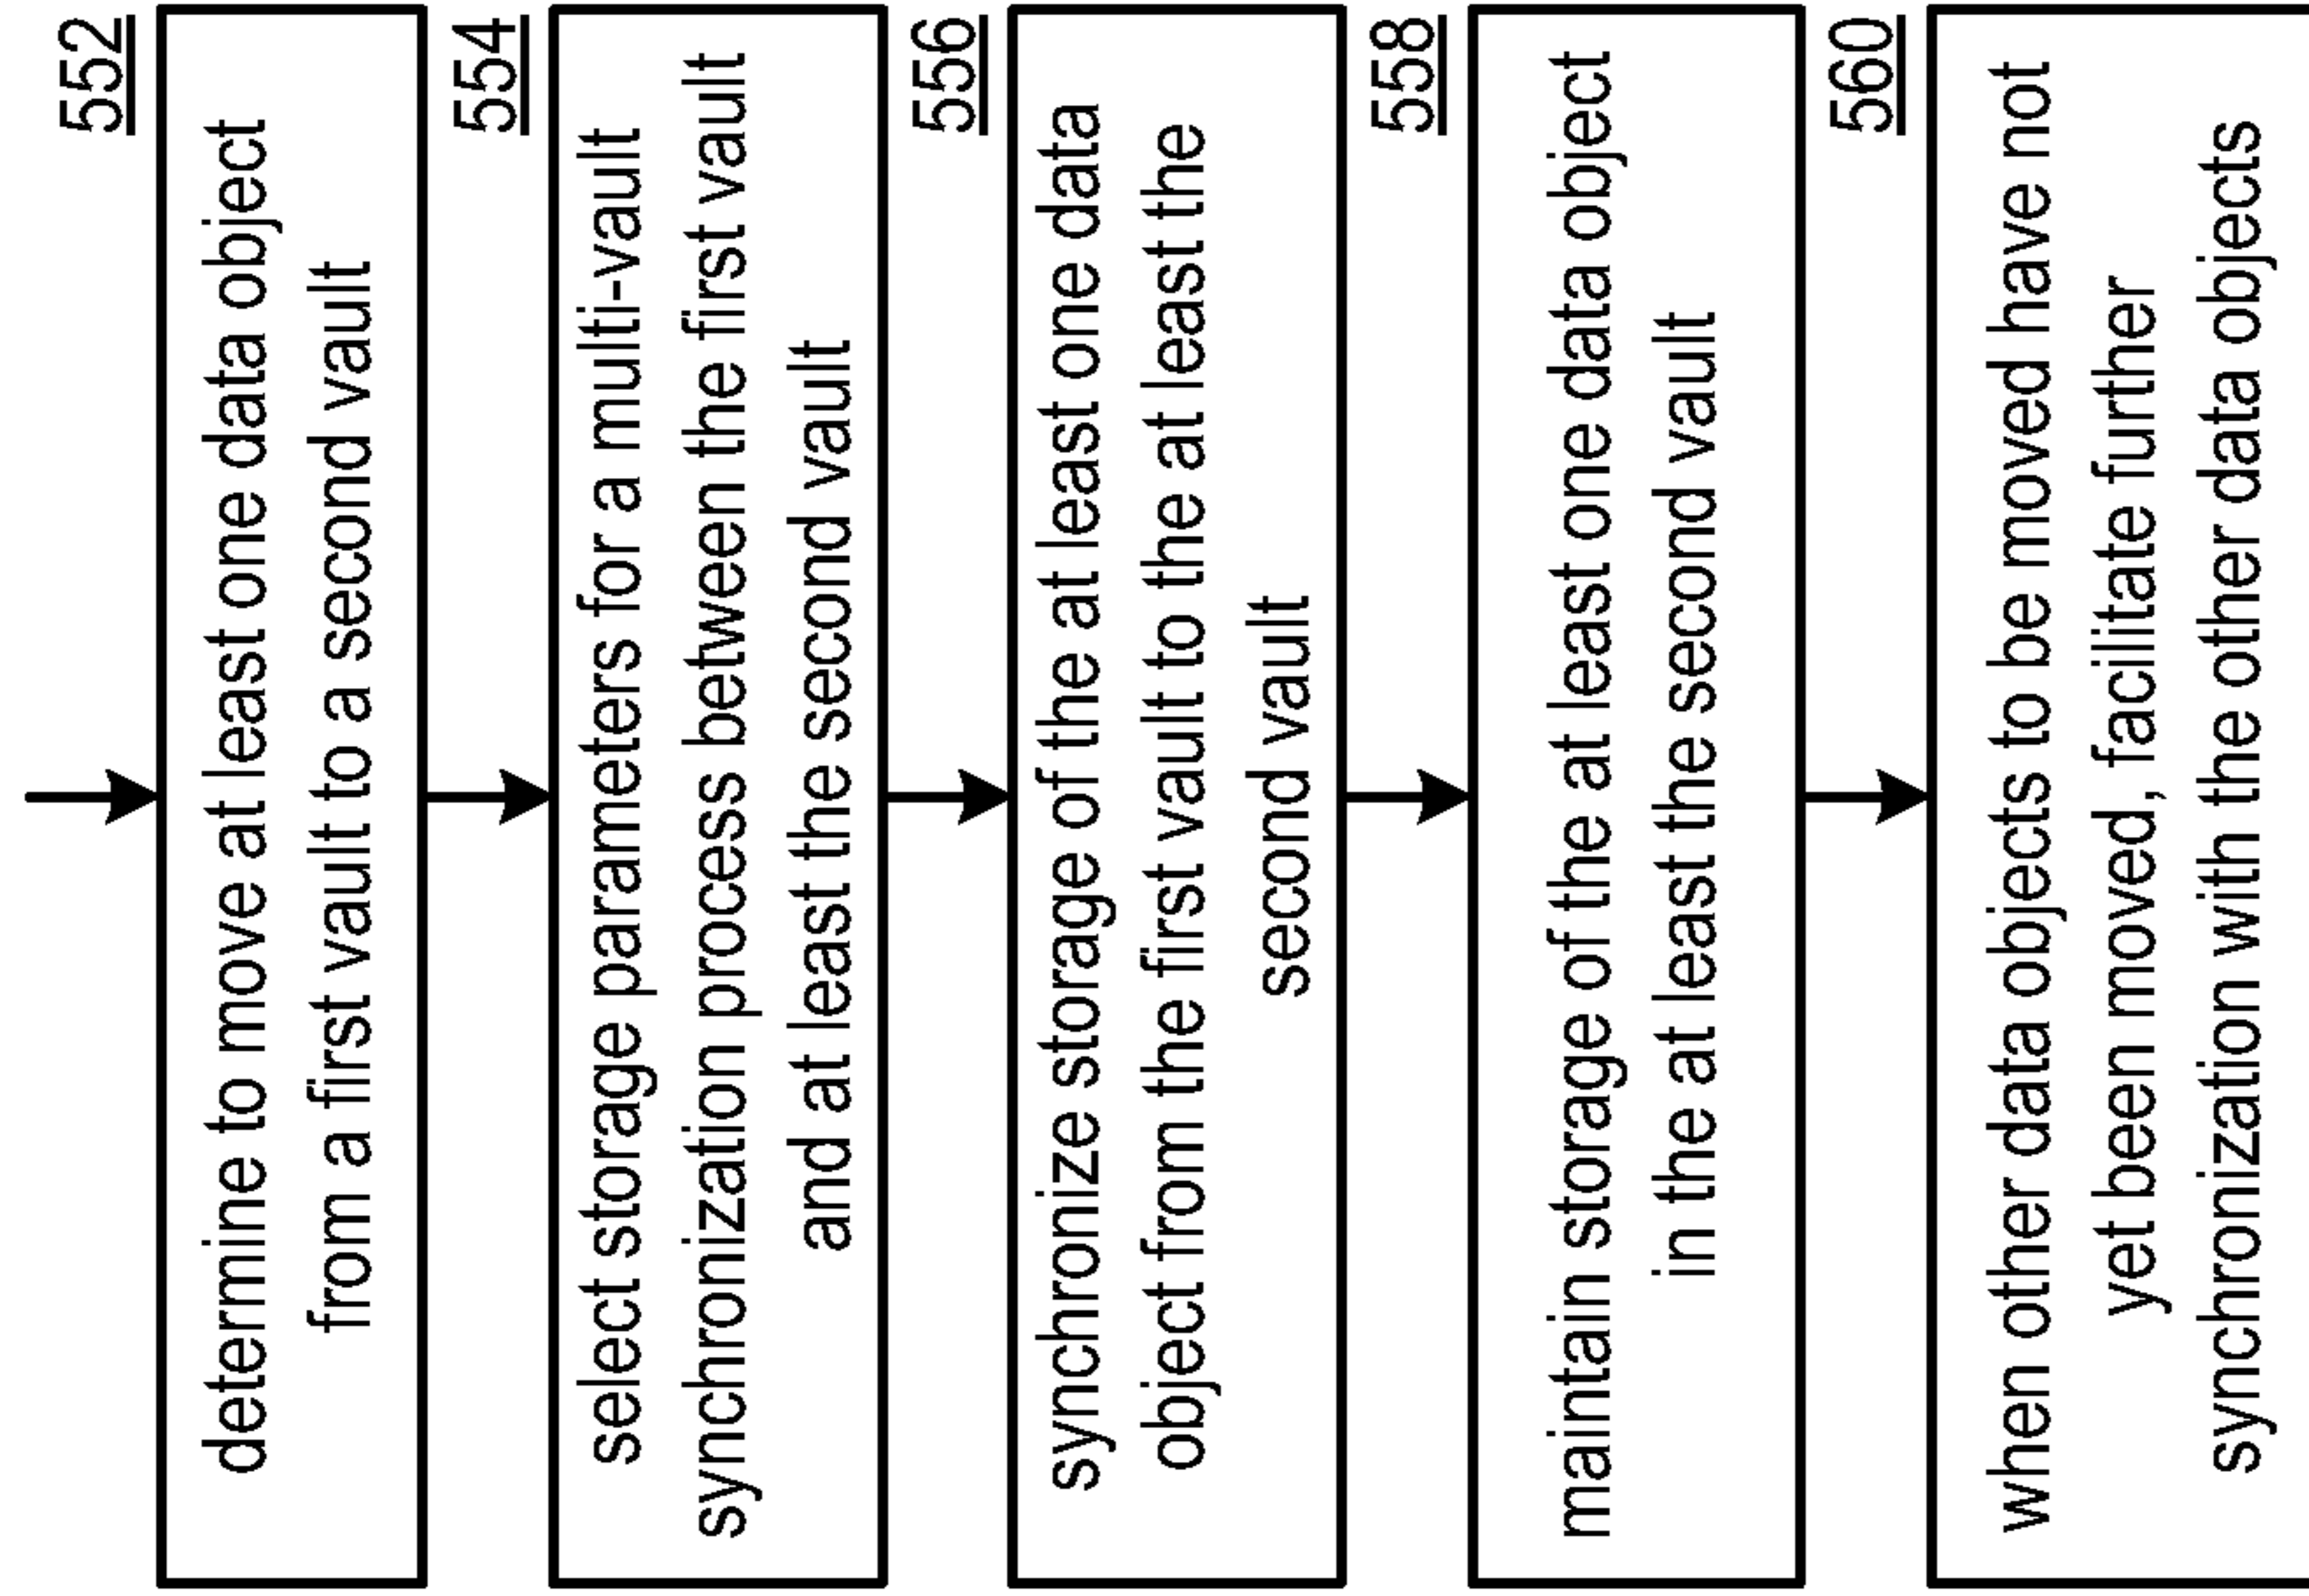 552
determine to move at least one data object
from a first vault to a second vault
554
select storage parameters for a multi-vault
synchronization process between the first vault
and at least the second vault
556
synchronize storage of the at least one data
object from the first vault to the at least the
second vault
558
maintain storage of the at least one data object
in the at least the second vault
560
when other data objects to be moved have not
yet been moved, facilitate further
synchronization with the other data objects